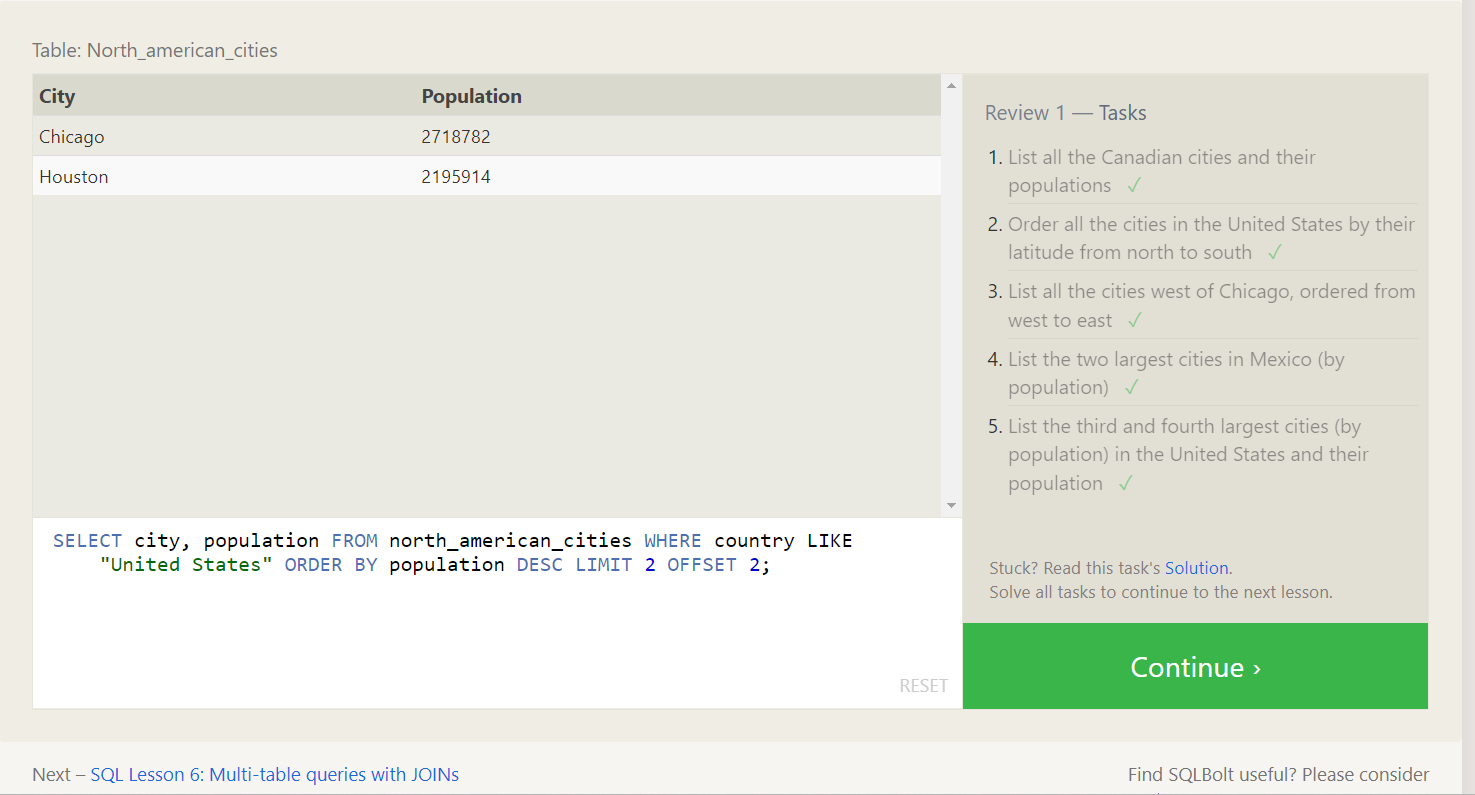 Table: North_american_cities
City Population
Chicago 2718782
Houston 2195914
SELECT city, population FROM north_american_cities WHERE country LIKE
"United States" ORDER BY population DESC LIMIT 2 OFFSET 2;
RESET
Review 1 — Tasks
1. List all the Canadian cities and their
populations ✓
2. Order all the cities in the United States by their
latitude from north to south ✓
3. List all the cities west of Chicago, ordered from
west to east ✓
4. List the two largest cities in Mexico (by
population) ✓
5. List the third and fourth largest cities (by
population) in the United States and their
population ✓
Stuck? Read this task's Solution.
Solve all tasks to continue to the next lesson.
Continue ›
Next – SQL Lesson 6: Multi-table queries with JOINs
Find SQLBolt useful? Please consider